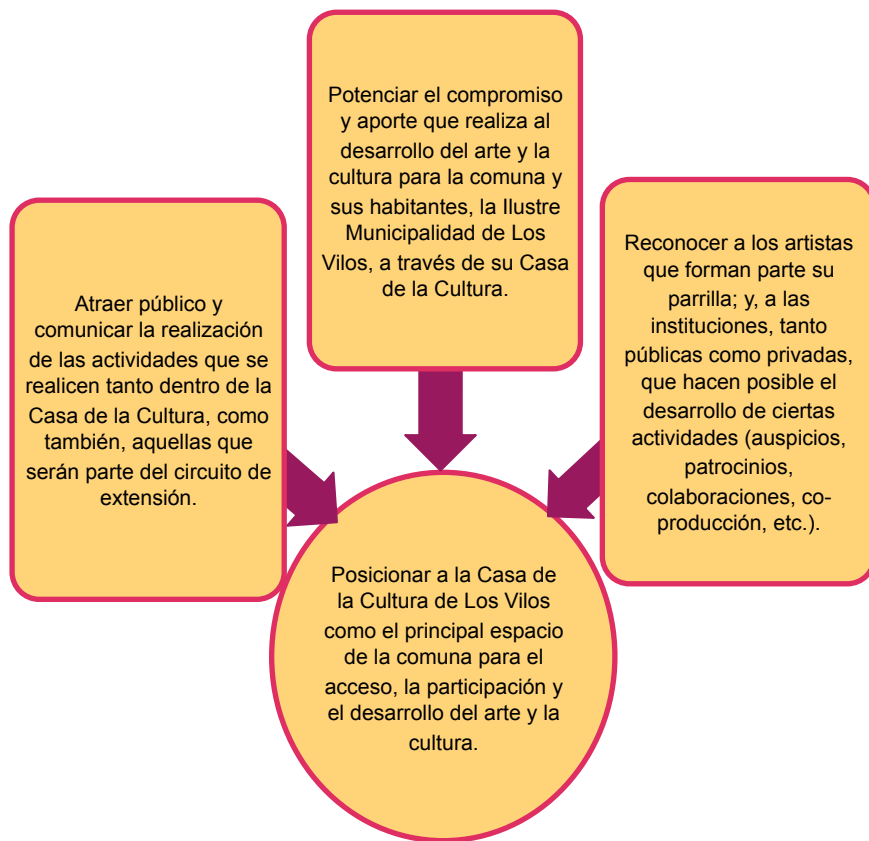 Potenciar el compromiso
y aporte que realiza al
desarrollo del arte y la
cultura para la comuna y
sus habitantes, la Ilustre
Municipalidad de Los
Vilos, a través de su Casa
de la Cultura.
Atraer público y
comunicar la realización
de las actividades que se
realicen tanto dentro de la
Casa de la Cultura, como
también, aquellas que
serán parte del circuito de
extensión.
Reconocer a los artistas
que forman parte su
parrilla; y, a las
instituciones, tanto
públicas como privadas,
que hacen posible el
desarrollo de ciertas
actividades (auspicios,
patrocinios,
colaboraciones, co-
producción, etc.).
Posicionar a la Casa de
la Cultura de Los Vilos
como el principal espacio
de la comuna para el
acceso, la participación y
el desarrollo del arte y la
cultura.